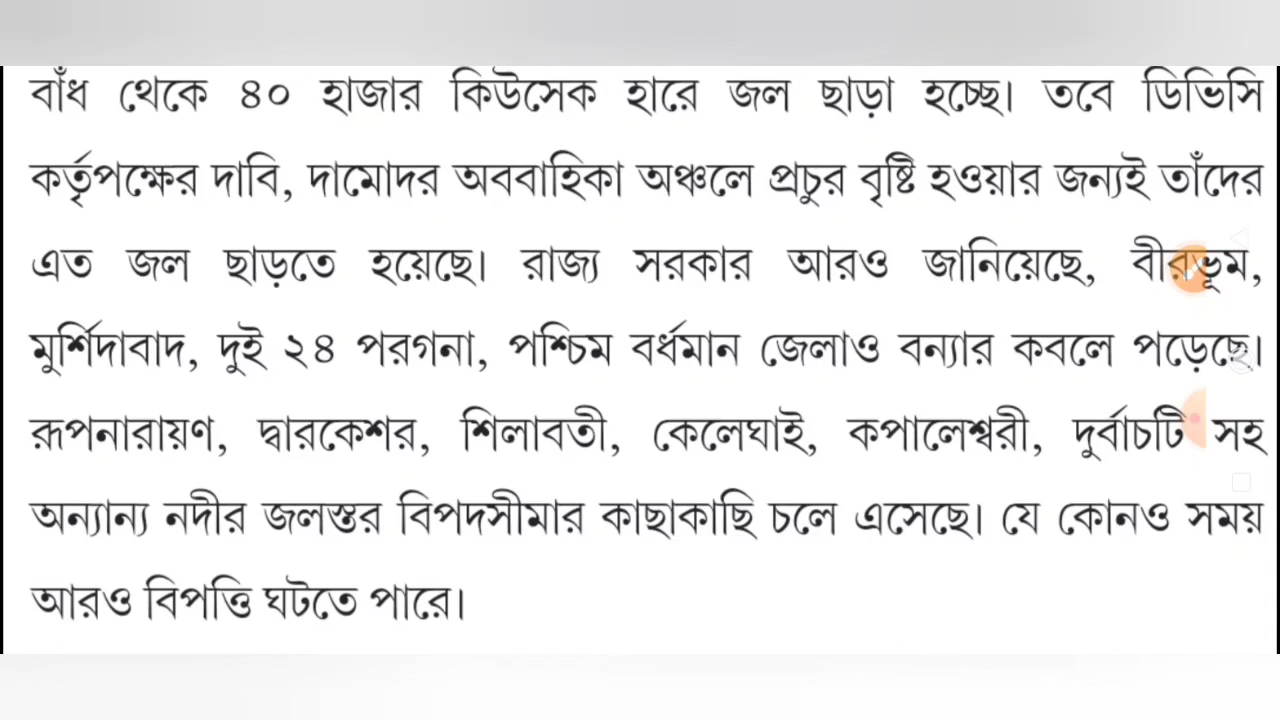 বাঁধ থেকে ৪০ হাজার কিউসেক হারে জল ছাড়া হচ্ছে। তবে ডিভিসি
কর্তৃপক্ষের দাবি, দামোদর অববাহিকা অঞ্চলে প্রচুর বৃষ্টি হওয়ার জন্যই তাঁদের
এত জল ছাড়তে হয়েছে। রাজ্য সরকার আরও জানিয়েছে, বীরভূম,
মুর্শিদাবাদ, দুই ২৪ পরগনা, পশ্চিম বর্ধমান জেলাও বন্যার কবলে পড়েছে।
রূপনারায়ণ, দ্বারকেশর, শিলাবতী, কেলেঘাই, কপালেশ্বরী, দুর্বাচটি সহ
অন্যান্য নদীর জলস্তর বিপদসীমার কাছাকাছি চলে এসেছে। যে কোনও সময়
আরও বিপত্তি ঘটতে পারে।